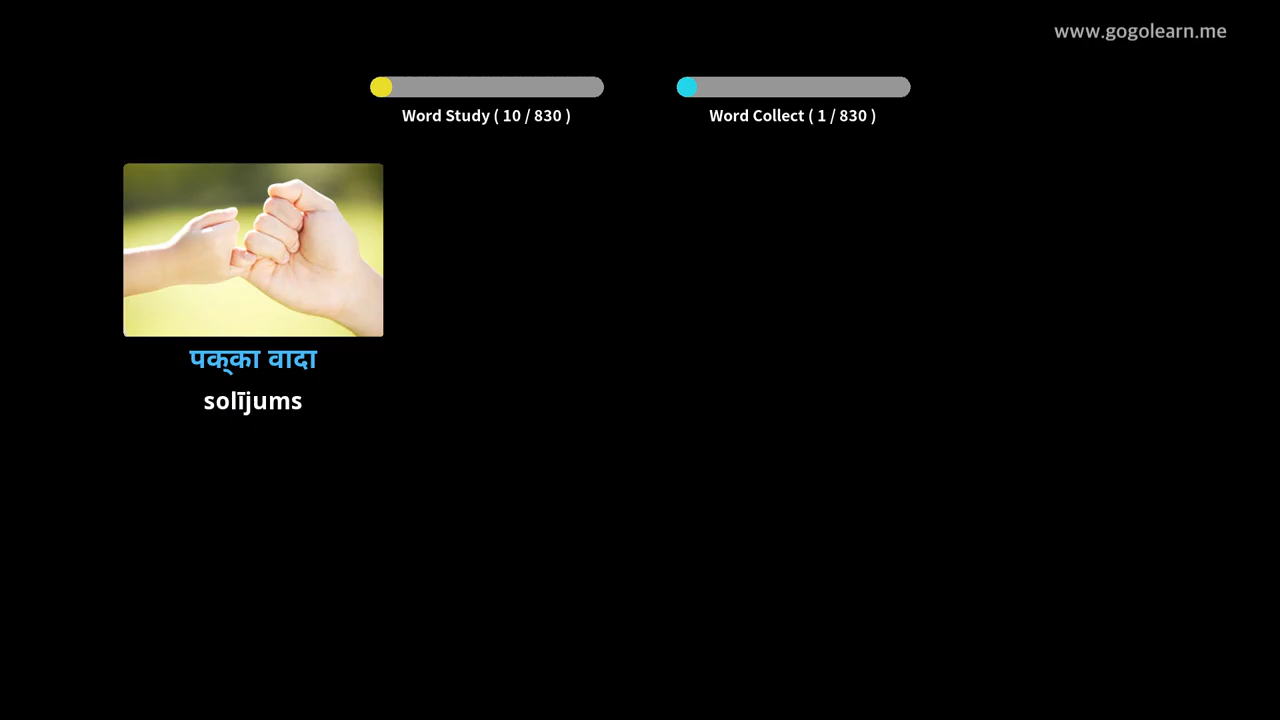 www.gogolearn.me
Word Study ( 10 / 830 )
Word Collect ( 1 / 830 )
पक्‌का वादा
solījums